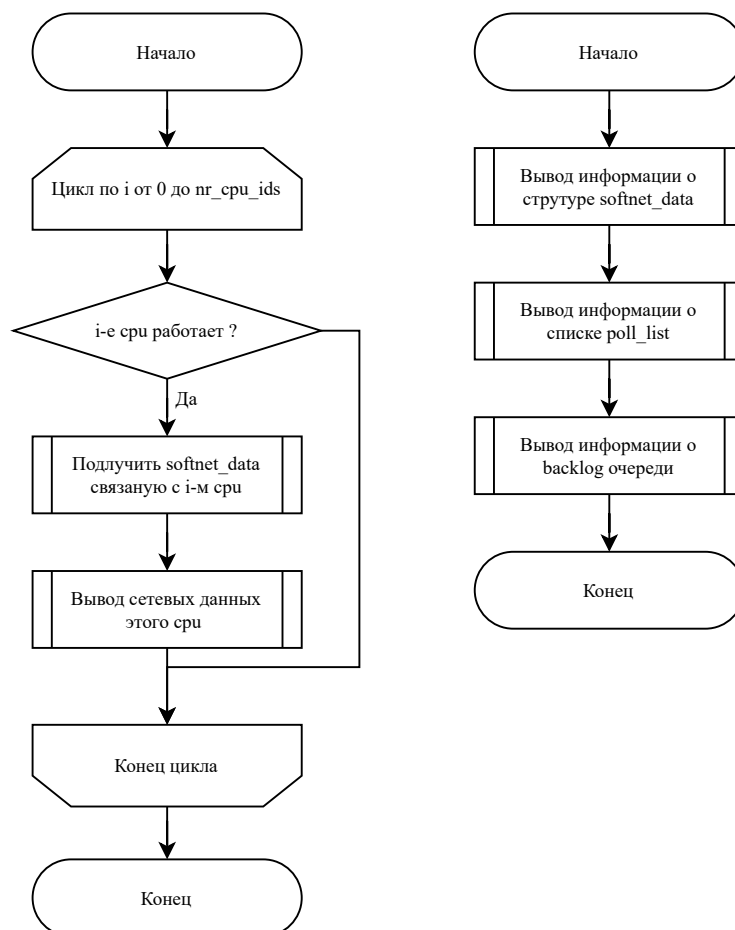 Начало
Цикл по i от 0 до nr_cpu_ids
i-е cpu работает ?
Да
Подлучить softnet_data
связаную с i-м cpu
Вывод сетевых данных
этого cpu
Конец цикла
Конец
Начало
Вывод информации о
струтуре softnet_data
Вывод информации о
списке poll_list
Вывод информации о
backlog очереди
Конец